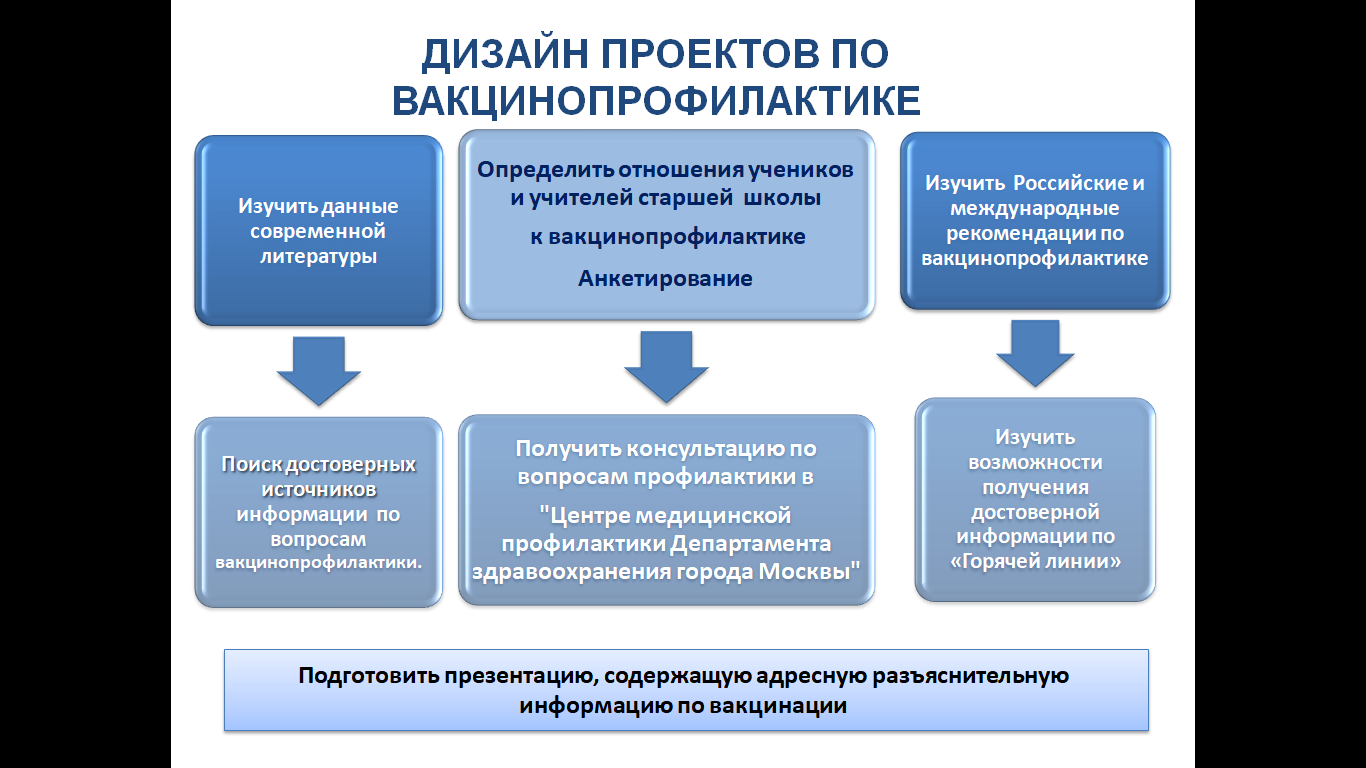 ДИЗАЙН ПРОЕКТОВ ПО
ВАКЦИНОПРОФИЛАКТИКЕ
Изучить данные
современной
литературы
Определить отношения учеников
и учителей старшей школы
к вакцинопрофилактике
Анкетирование
Изучить Российские и
международные
рекомендации по
вакцинопрофилактике
Поиск достоверных
источников
информации по
вопросам
вакцинопрофилактики.
Получить консультацию по
вопросам профилактики в
"Центре медицинской
профилактики Департамента
здравоохранения города Москвы"
Изучить
возможности
получения
достоверной
информации по
«Горячей линии»
Подготовить презентацию, содержащую адресную разъяснительную
информацию по вакцинации